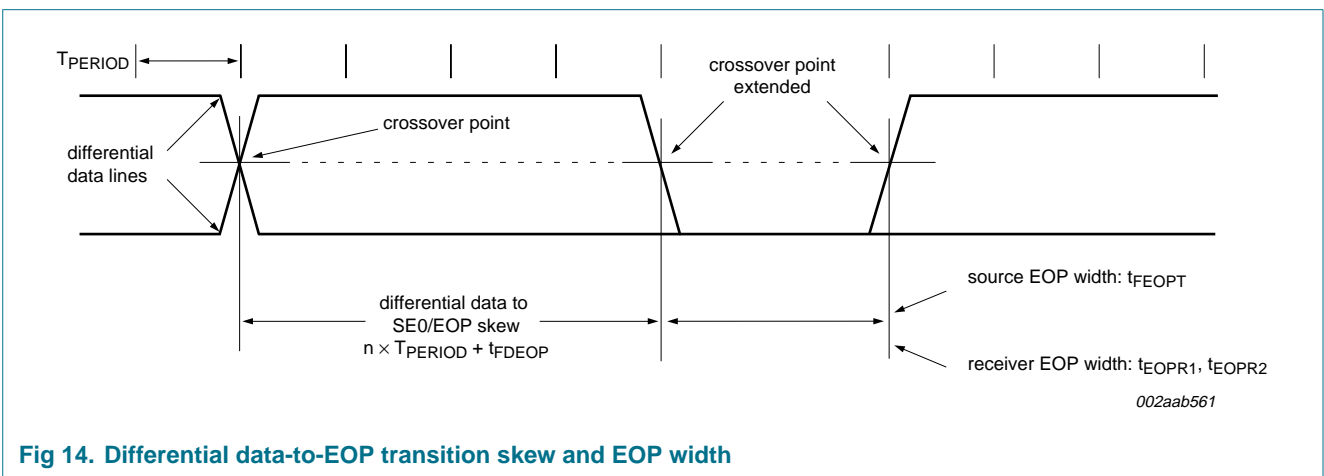 TPERIOD
crossover point
extended
crossover point
differential
data lines
differential data to
SE0/EOP skew
n × TPERIOD + tFDEOP
source EOP width: tFEOPT
receiver EOP width: tEOPR1, tEOPR2
002aab561
Fig 14. Differential data-to-EOP transition skew and EOP width